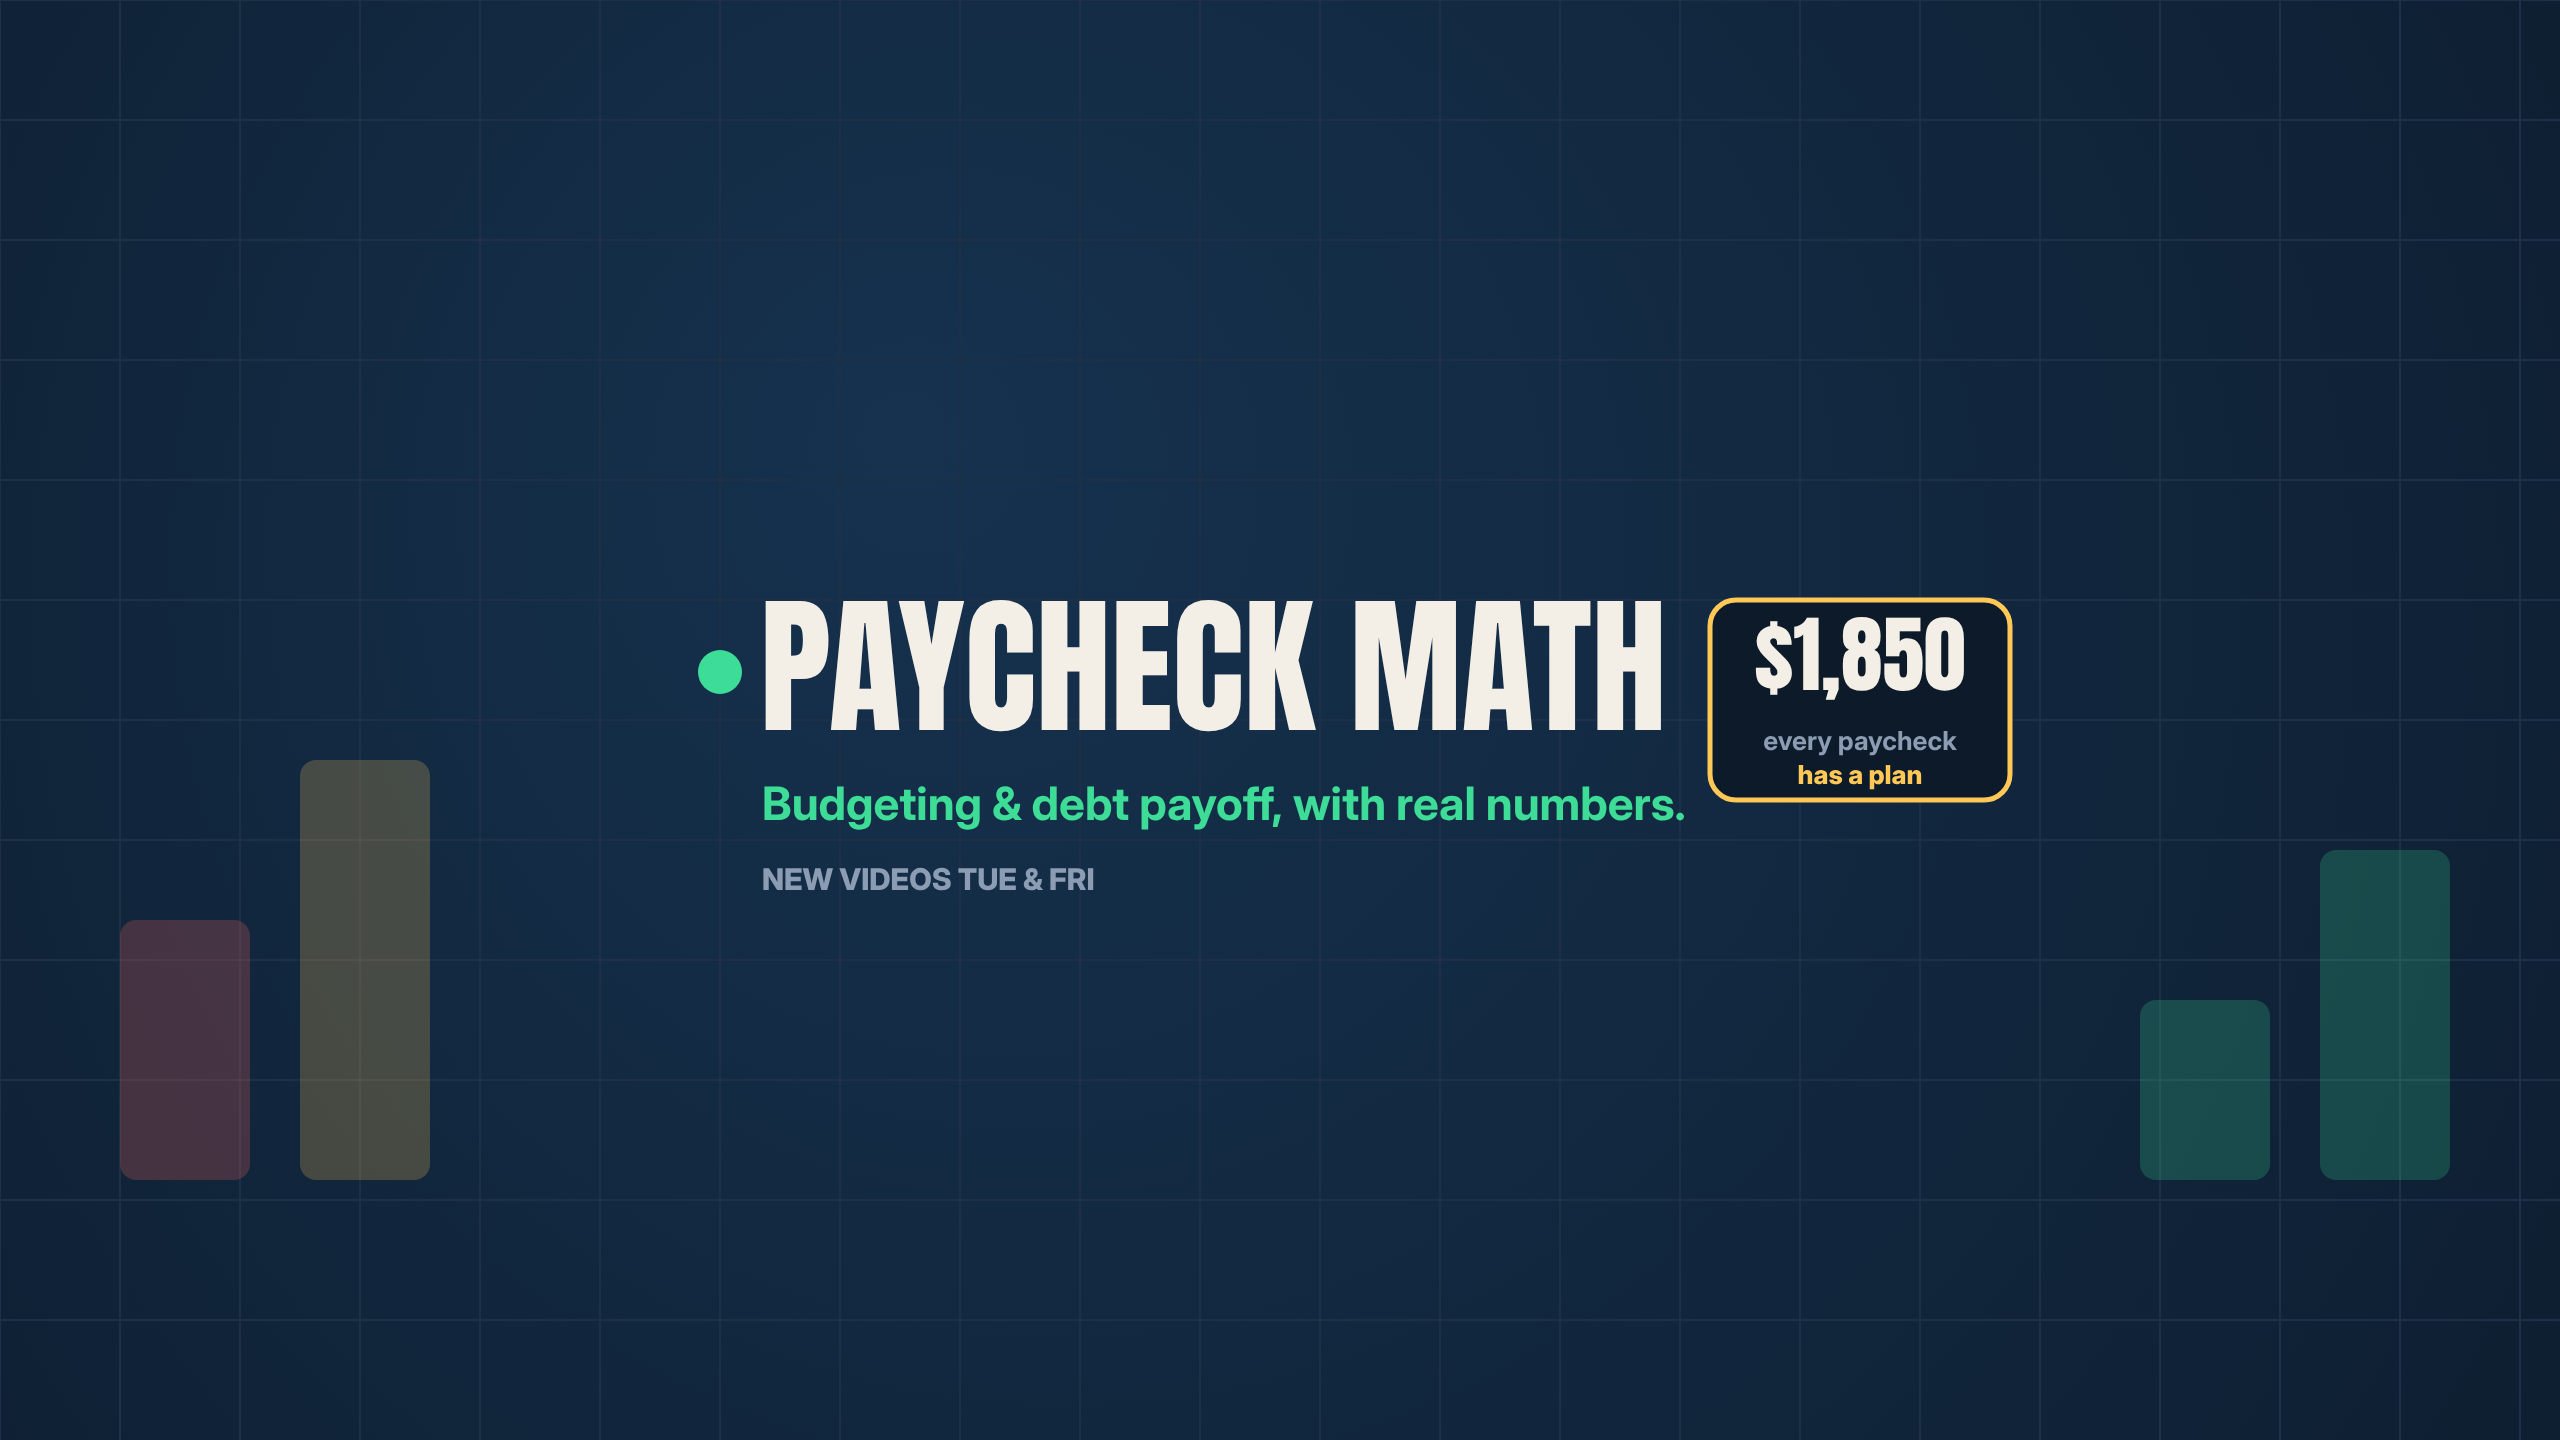 PAYCHECK MATH
Budgeting & debt payoff, with real numbers.
NEW VIDEOS TUE & FRI
$1,850
every paycheck
has a plan